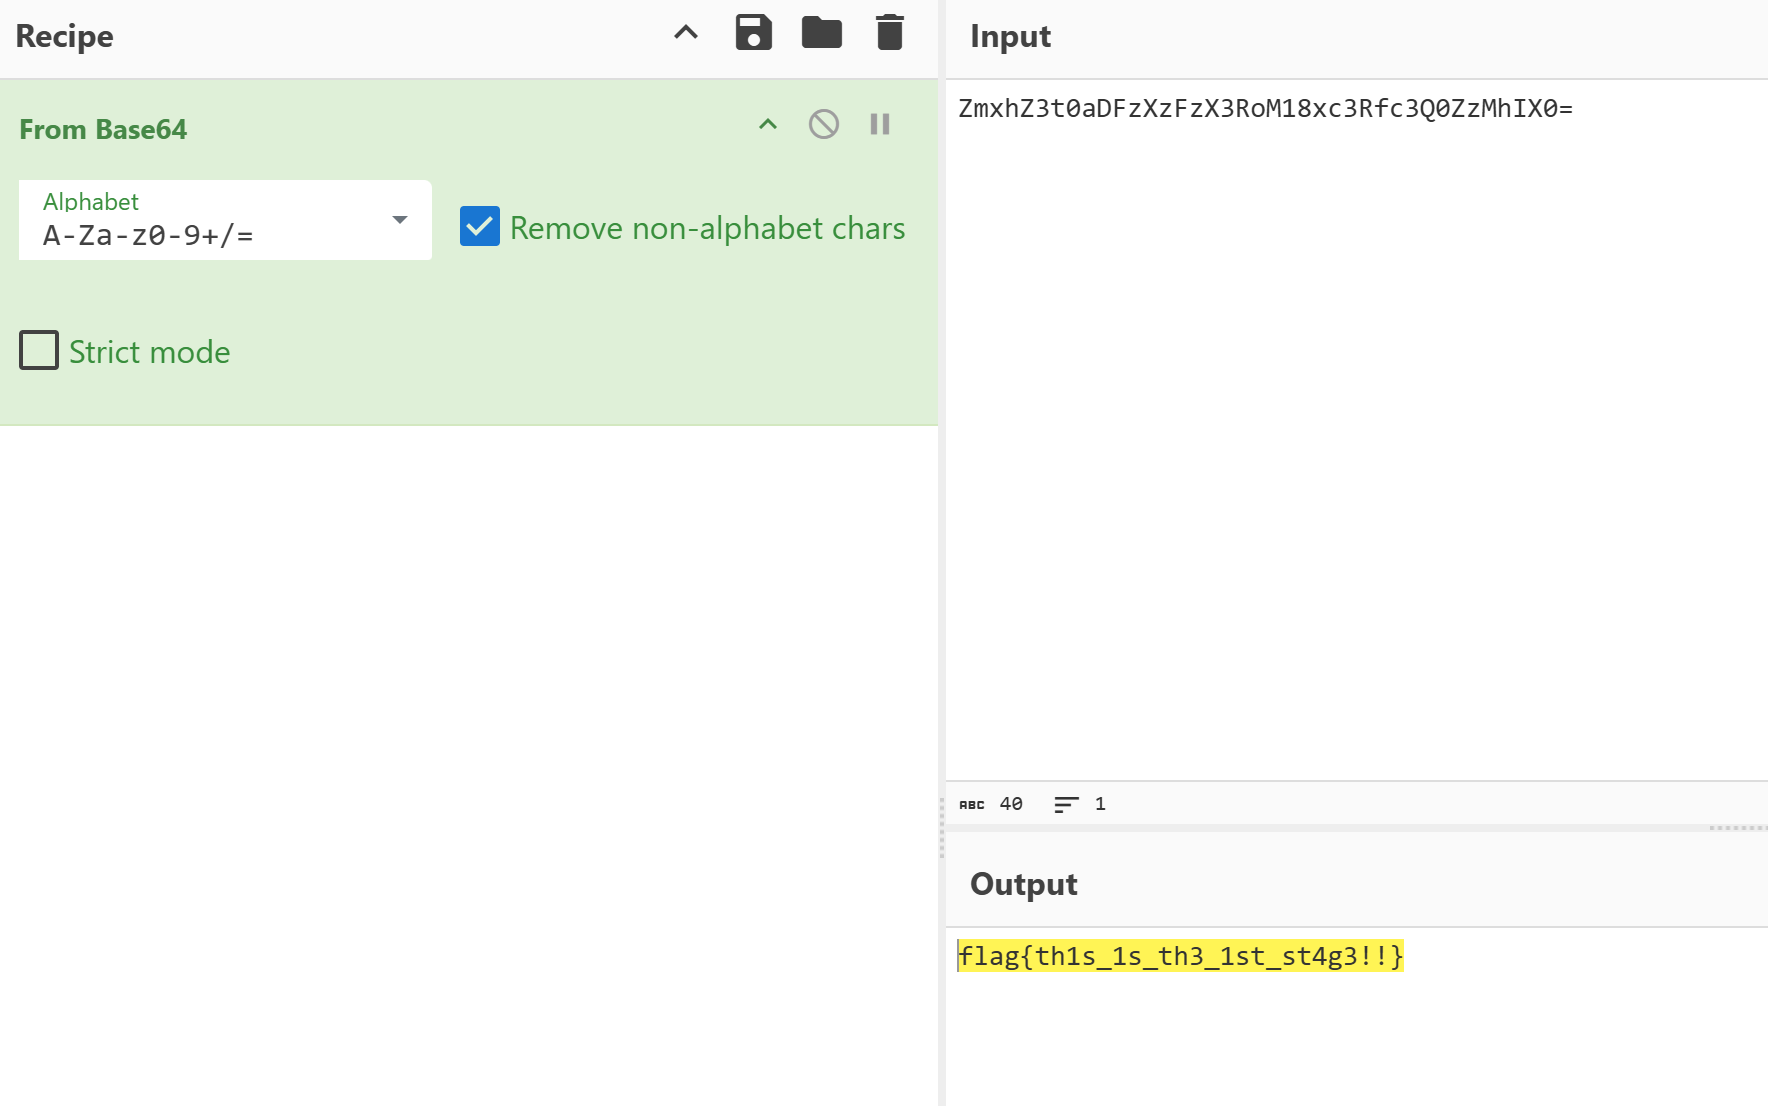 Recipe
From Base64
Alphabet
A-Za-z0-9+/=
Remove non-alphabet chars
Strict mode
Input
ZmxhZ3t0aDFzXzFzX3RoM18xc3Rfc3Q0ZzMhIX0=
ABC 40 1
Output
flag{th1s_1s_th3_1st_st4g3!!}